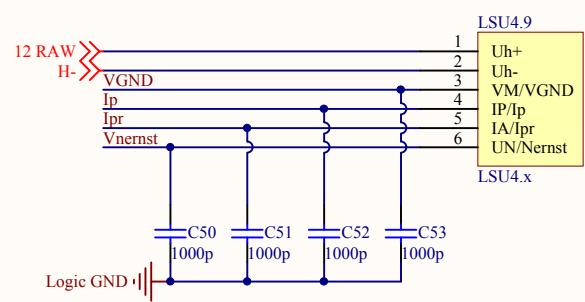 LSU4.9
12 RAW 1 Uh+
H- 2 Uh-
VGND 3 VM/VGND
Ip 4 IP/Ip
Ipr 5 IA/Ipr
Vnernst 6 UN/Nernst
LSU4.x
C50 C51 C52 C53
1000p 1000p 1000p 1000p
Logic GND